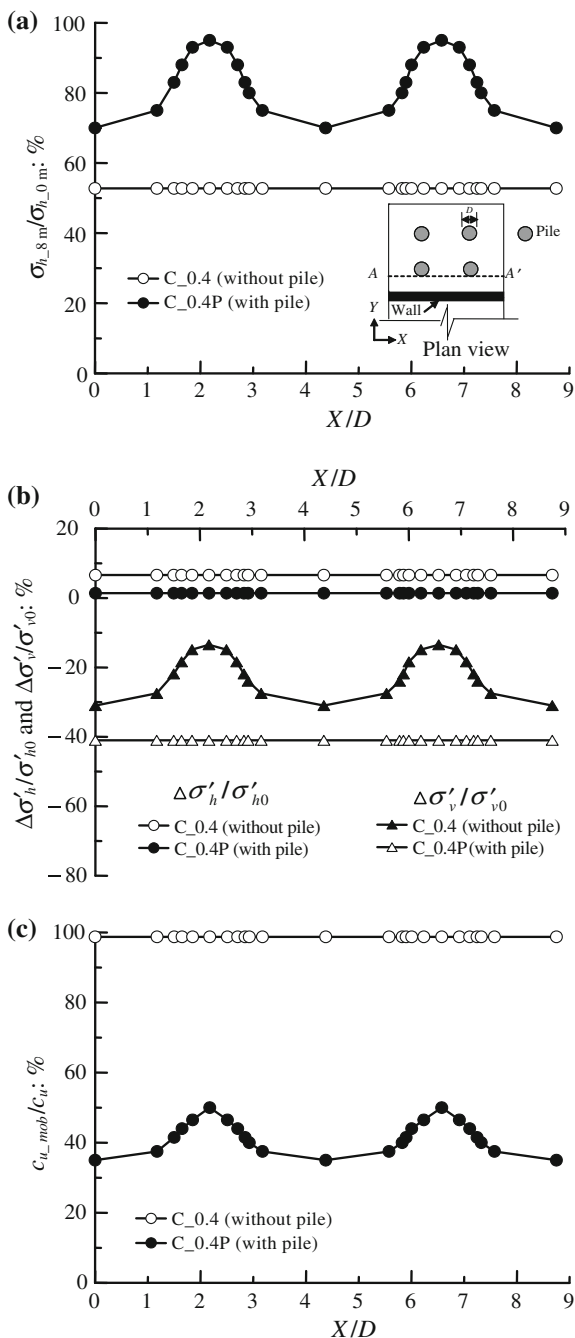 (a)
100
80
60
40
20
0
σh_8 m/σh_0 m: %
C_0.4 (without pile)
C_0.4P (with pile)
D
Pile
A
A′
Wall
Y
X
Plan view
0 1 2 3 4 5 6 7 8 9
X/D
X/D
(b)
0 1 2 3 4 5 6 7 8 9
20
0
−20
−40
−60
−80
Δσ′h/σ′h0 and Δσ′v/σ′v0: %
Δσ′h/σ′h0
C_0.4 (without pile)
C_0.4P (with pile)
Δσ′v/σ′v0
C_0.4 (without pile)
C_0.4P (with pile)
(c)
100
80
60
40
20
0
cu_mob/cu: %
C_0.4 (without pile)
C_0.4P (with pile)
0 1 2 3 4 5 6 7 8 9
X/D